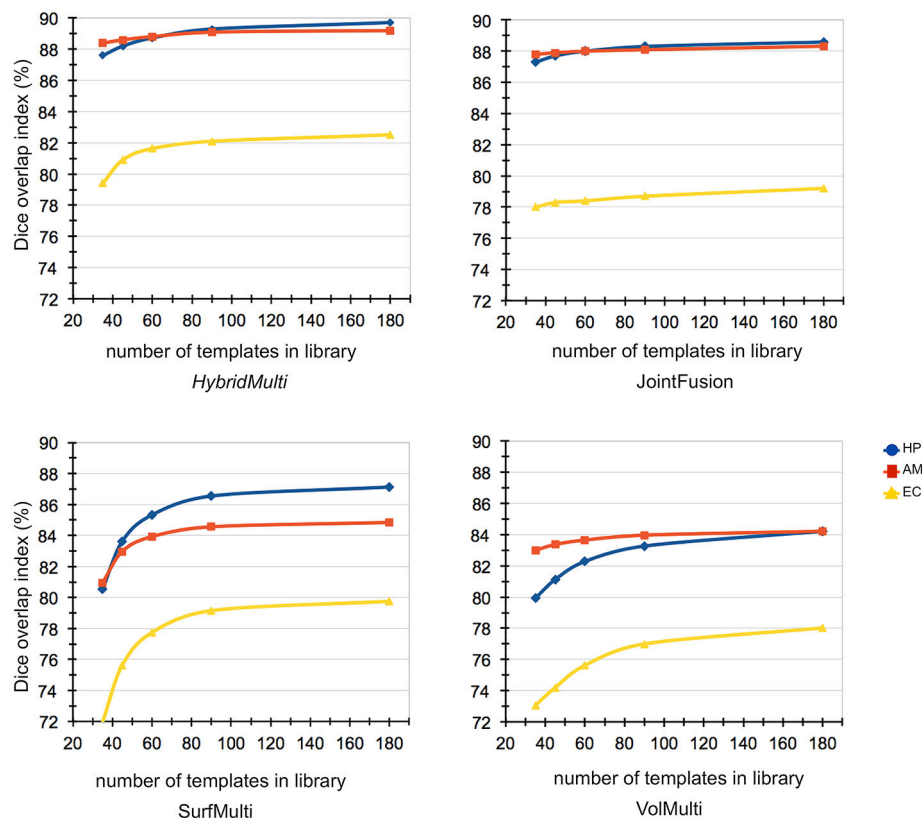 Dice overlap index (%)
90
88
86
84
82
80
78
76
74
72
20 40 60 80 100 120 140 160 180
number of templates in library
HybridMulti
90
88
86
84
82
80
78
76
74
72
20 40 60 80 100 120 140 160 180
number of templates in library
JointFusion
Dice overlap index (%)
90
88
86
84
82
80
78
76
74
72
20 40 60 80 100 120 140 160 180
number of templates in library
SurfMulti
90
88
86
84
82
80
78
76
74
72
20 40 60 80 100 120 140 160 180
number of templates in library
VolMulti
HP
AM
EC